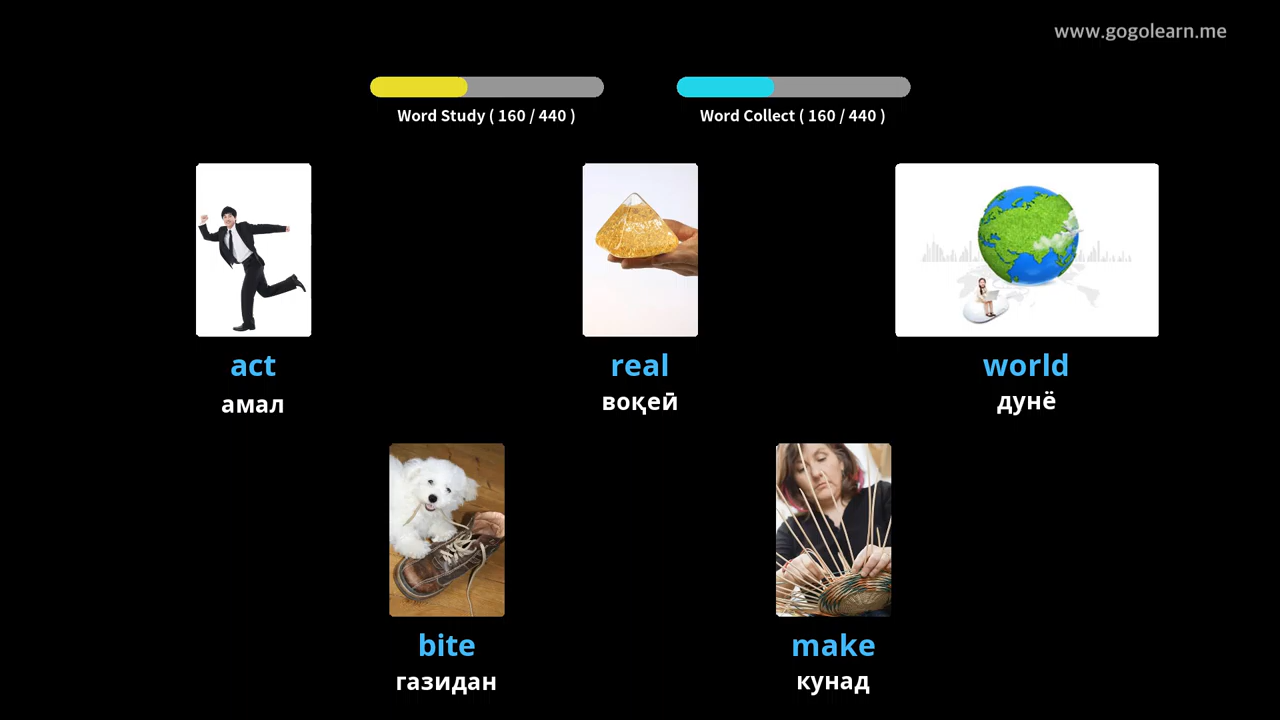 www.gogolearn.me
Word Study ( 160 / 440 )
Word Collect ( 160 / 440 )
act
амал
real
воқеӣ
world
дунё
bite
газидан
make
кунад